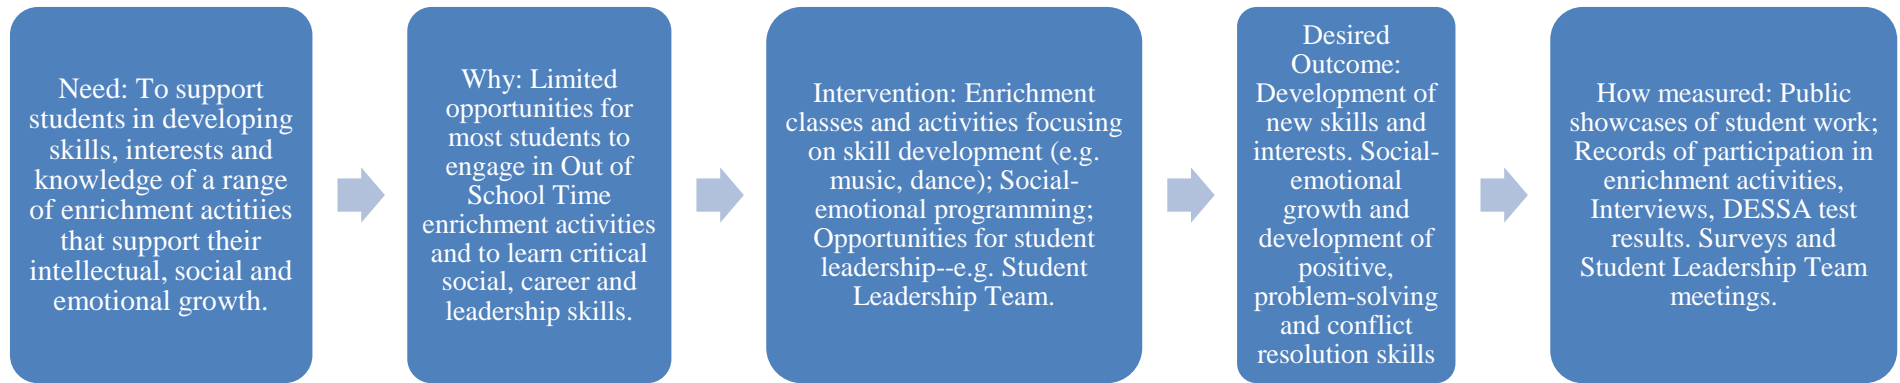 Need: To support
students in developing
skills, interests and
knowledge of a range
of enrichment actitiies
that support their
intellectual, social and
emotional growth.
Why: Limited
opportunities for
most students to
engage in Out of
School Time
enrichment activities
and to learn critical
social, career and
leadership skills.
Intervention: Enrichment
classes and activities focusing
on skill development (e.g.
music, dance); Social-
emotional programming;
Opportunities for student
leadership--e.g. Student
Leadership Team.
Desired
Outcome:
Development of
new skills and
interests. Social-
emotional
growth and
development of
positive,
problem-solving
and conflict
resolution skills
How measured: Public
showcases of student work;
Records of participation in
enrichment activities,
Interviews, DESSA test
results. Surveys and
Student Leadership Team
meetings.